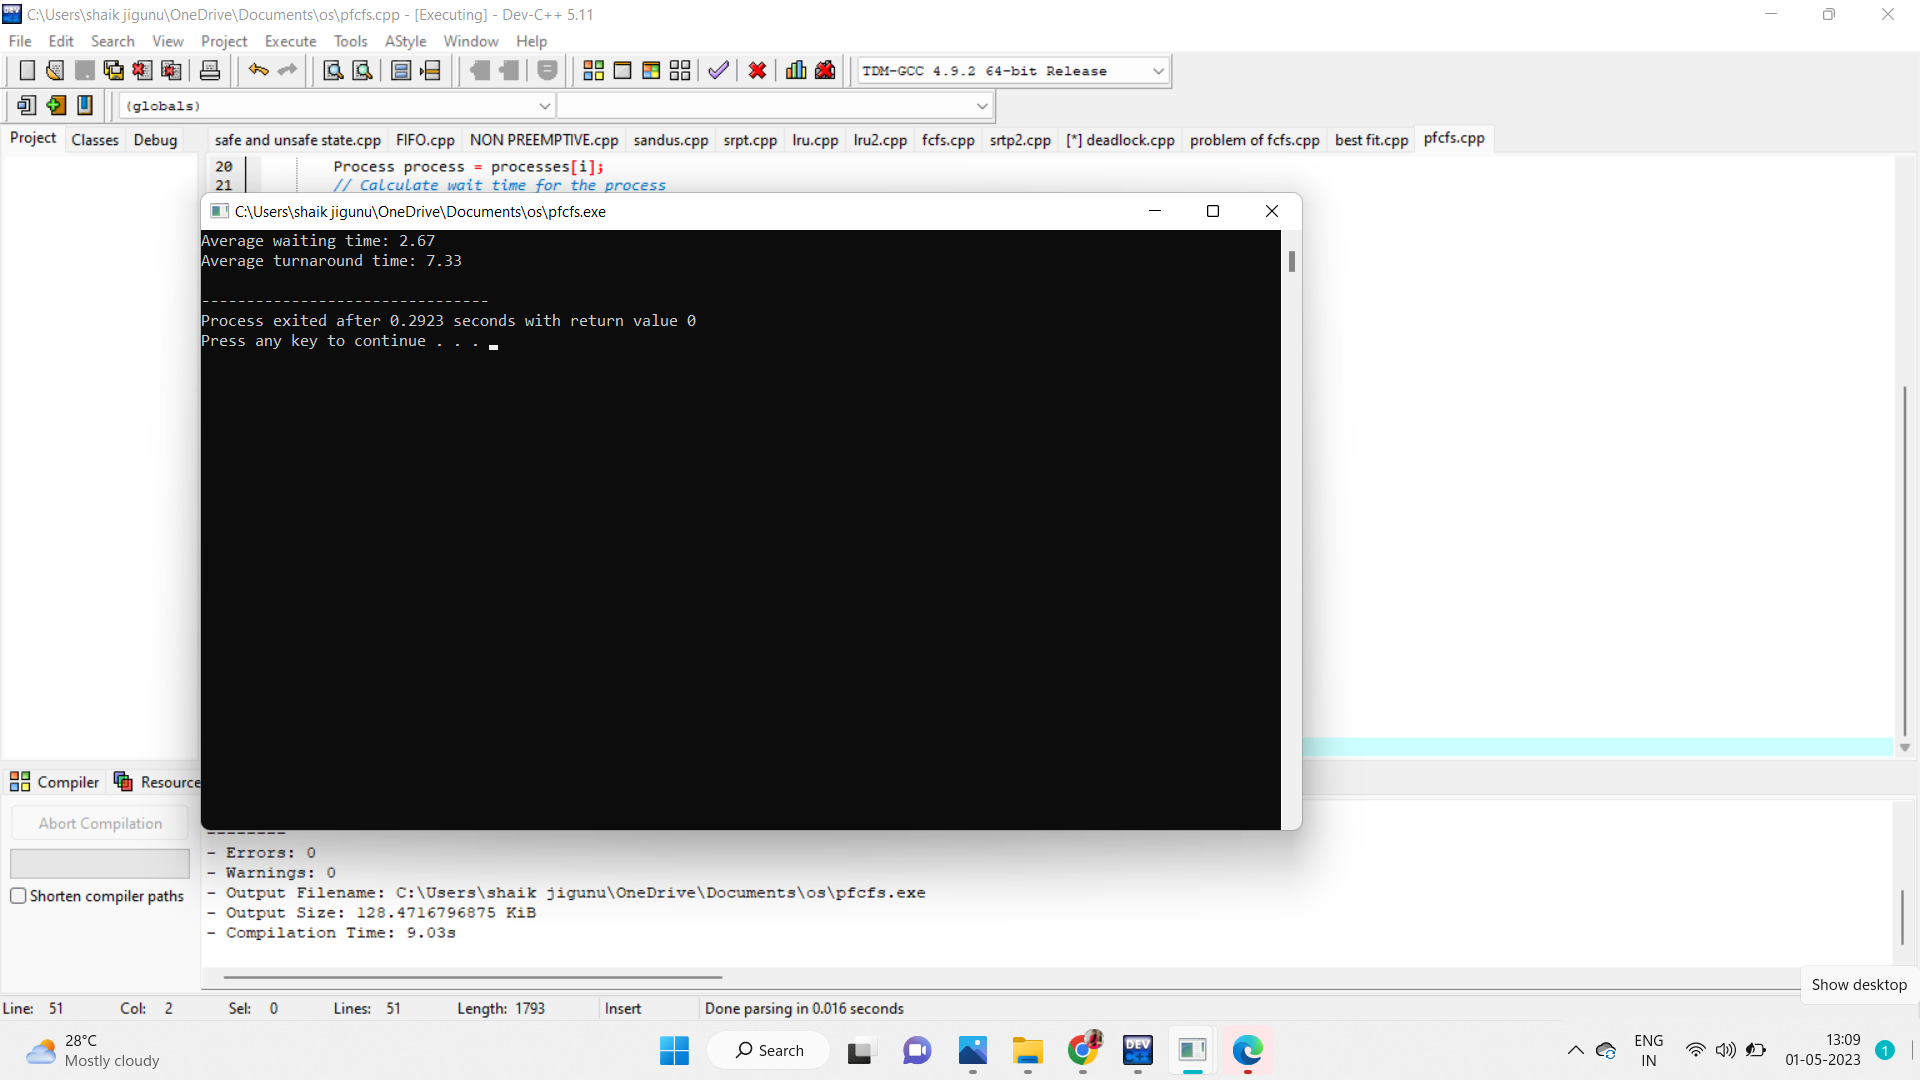 C:\Users\shaik jigunu\OneDrive\Documents\os\pfcfs.cpp - [Executing] - Dev-C++ 5.11
File Edit Search View Project Execute Tools AStyle Window Help
TDM-GCC 4.9.2 64-bit Release
(globals)
Project Classes Debug
safe and unsafe state.cpp FIFO.cpp NON PREEMPTIVE.cpp sandus.cpp srpt.cpp lru.cpp lru2.cpp fcfs.cpp srtp2.cpp [*] deadlock.cpp problem of fcfs.cpp best fit.cpp pfcfs.cpp
20 Process process = processes[i];
21 // Calculate wait time for the process
C:\Users\shaik jigunu\OneDrive\Documents\os\pfcfs.exe
Average waiting time: 2.67
Average turnaround time: 7.33
--------------------------------
Process exited after 0.2923 seconds with return value 0
Press any key to continue . . .
Compiler Resource
Abort Compilation
Shorten compiler paths
--------
- Errors: 0
- Warnings: 0
- Output Filename: C:\Users\shaik jigunu\OneDrive\Documents\os\pfcfs.exe
- Output Size: 128.4716796875 KiB
- Compilation Time: 9.03s
Show desktop
Line: 51 Col: 2 Sel: 0 Lines: 51 Length: 1793 Insert Done parsing in 0.016 seconds
28°C
Mostly cloudy
Search
DEV
C++
ENG
IN
13:09
01-05-2023
1